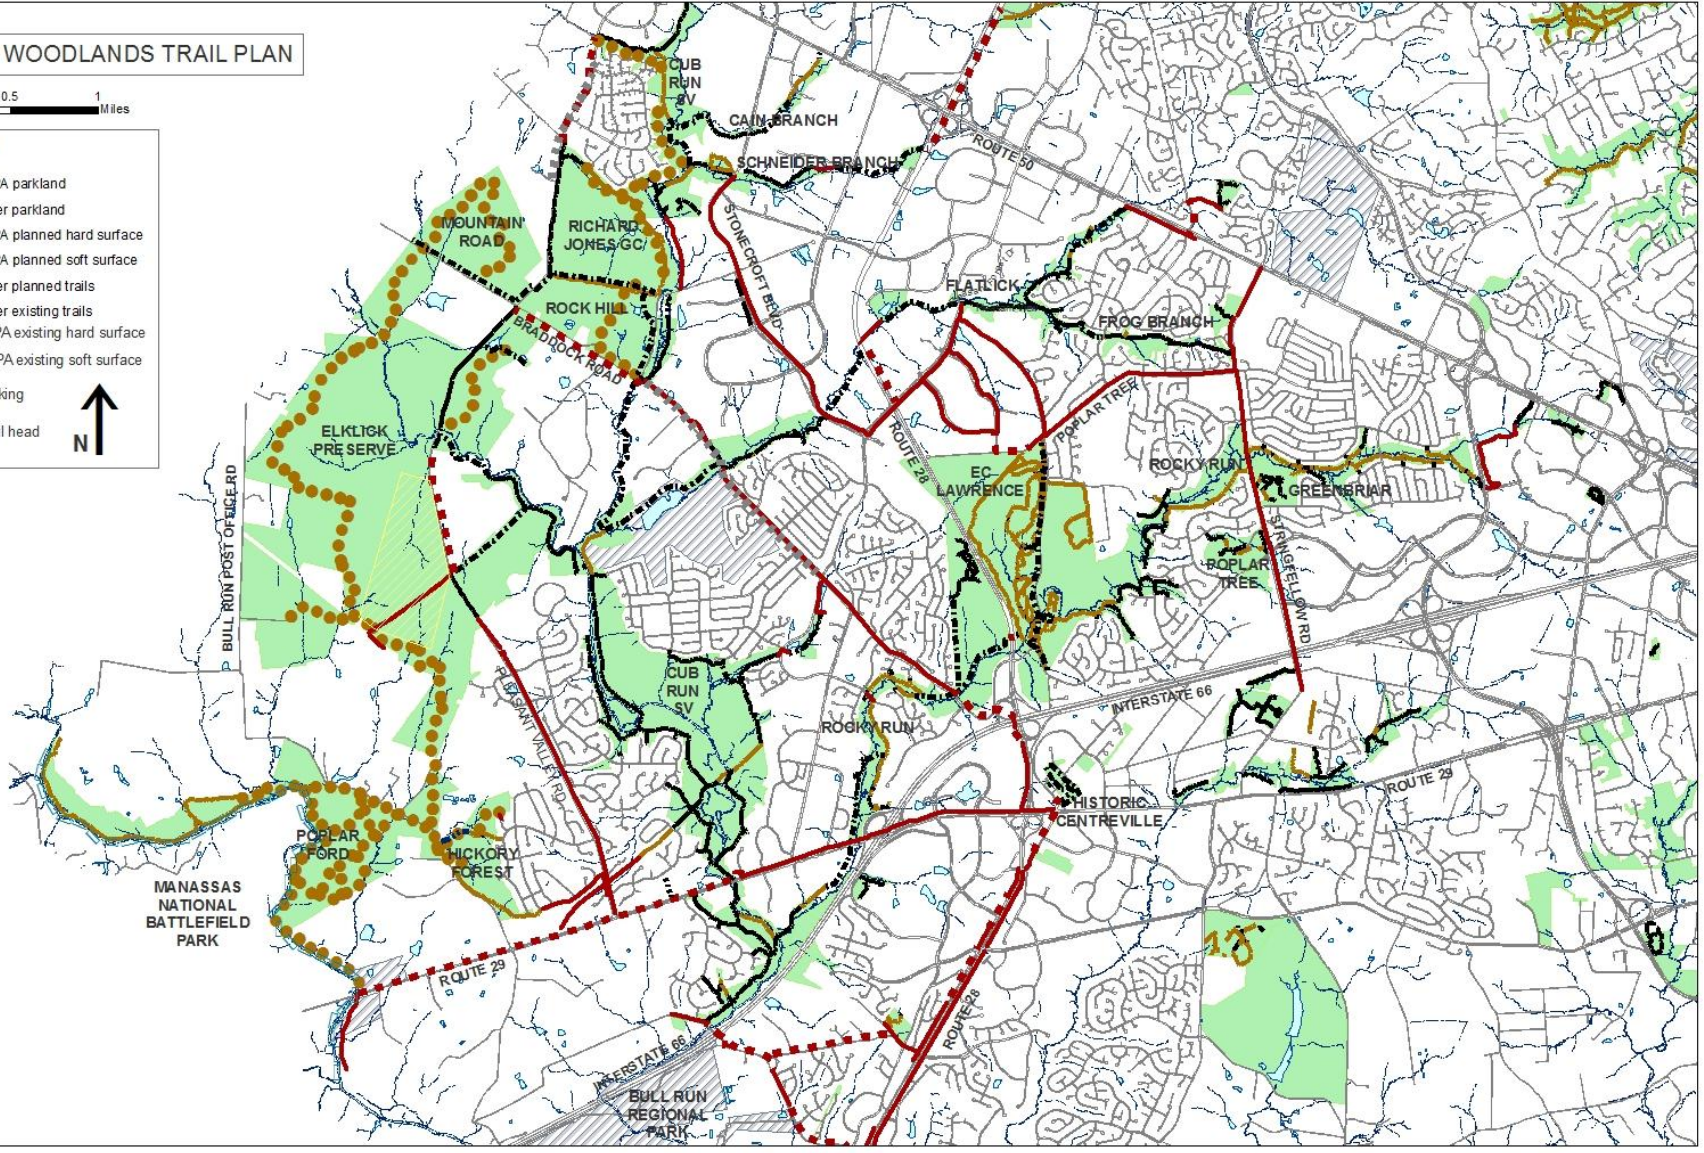 WOODLANDS TRAIL PLAN
0.5 1
Miles
A parkland
er parkland
A planned hard surface
A planned soft surface
er planned trails
er existing trails
PA existing hard surface
PA existing soft surface
king
il head
N
CUB
RUN
SV
CAIN BRANCH
SCHNEIDER BRANCH
ROUTE 50
MOUNTAIN
ROAD
RICHARD
JONES GC
STONECROFT BLVD
FLATLICK
ROCK HILL
BRADDOCK ROAD
FROG BRANCH
POPLAR TREE
ELKLICK
PRESERVE
ROUTE 28
EC
LAWRENCE
ROCKY RUN
GREENBRIAR
BULL RUN POST OFFICE RD
STRINGFELLOW RD
POPLAR
TREE
CUB
RUN
SV
PLEASANT VALLEY RD
INTERSTATE 66
ROCKY RUN
ROUTE 29
HISTORIC
CENTREVILLE
POPLAR
FORD
HICKORY
FOREST
MANASSAS
NATIONAL
BATTLEFIELD
PARK
ROUTE 29
ROUTE 28
INTERSTATE 66
BULL RUN
REGIONAL
PARK